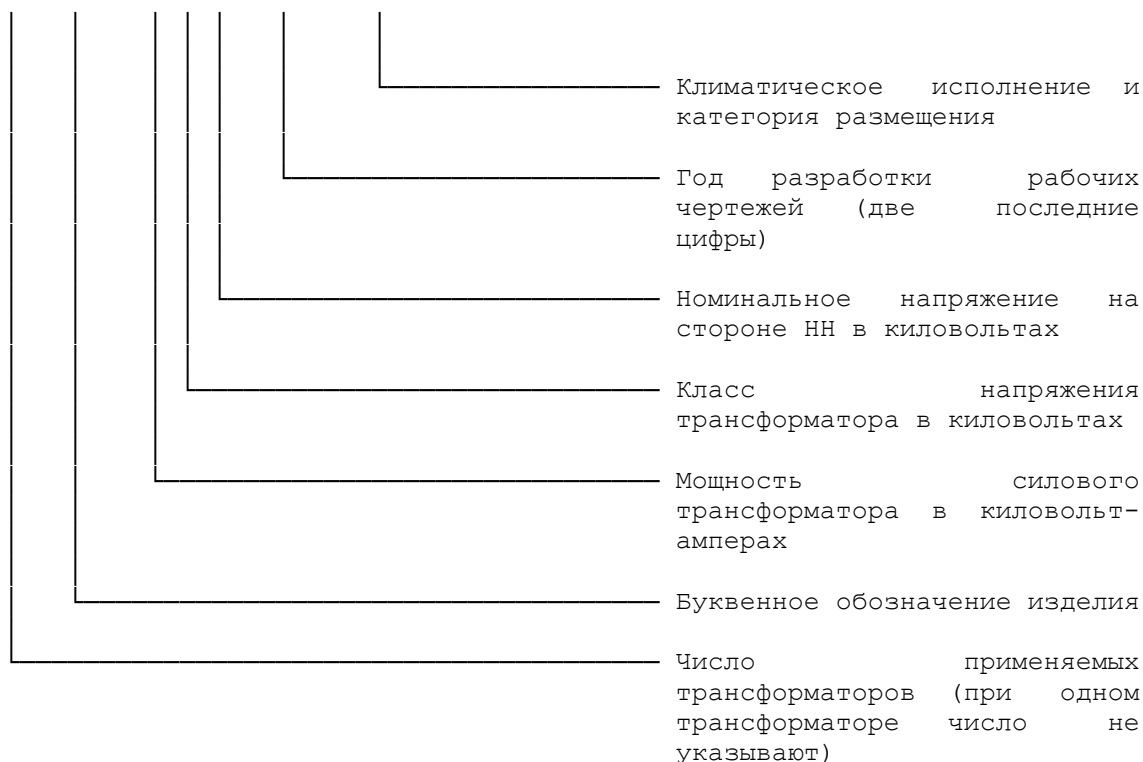 Климатическое исполнение и
категория размещения
Год разработки рабочих
чертежей (две последние
цифры)
Номинальное напряжение на
стороне НН в киловольтах
Класс напряжения
трансформатора в киловольтах
Мощность силового
трансформатора в киловольт-
амперах
Буквенное обозначение изделия
Число применяемых
трансформаторов (при одном
трансформаторе число не
указывают)